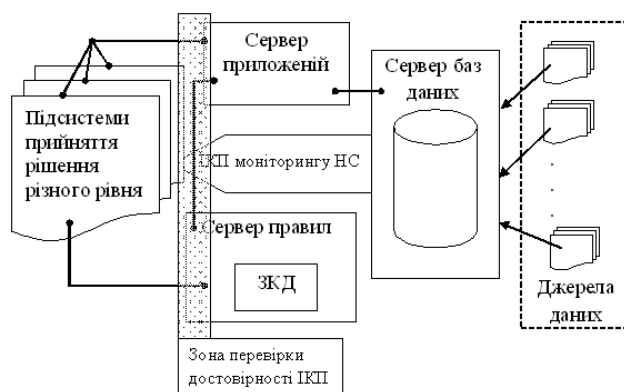 Сервер
приложеній
Сервер баз
даних
Підсистеми
прийняття
рішення
різного рівня
ІКП моніторингу НС
Сервер правил
ЗКД
Джерела
даних
Зона перевірки
достовірності ІКП